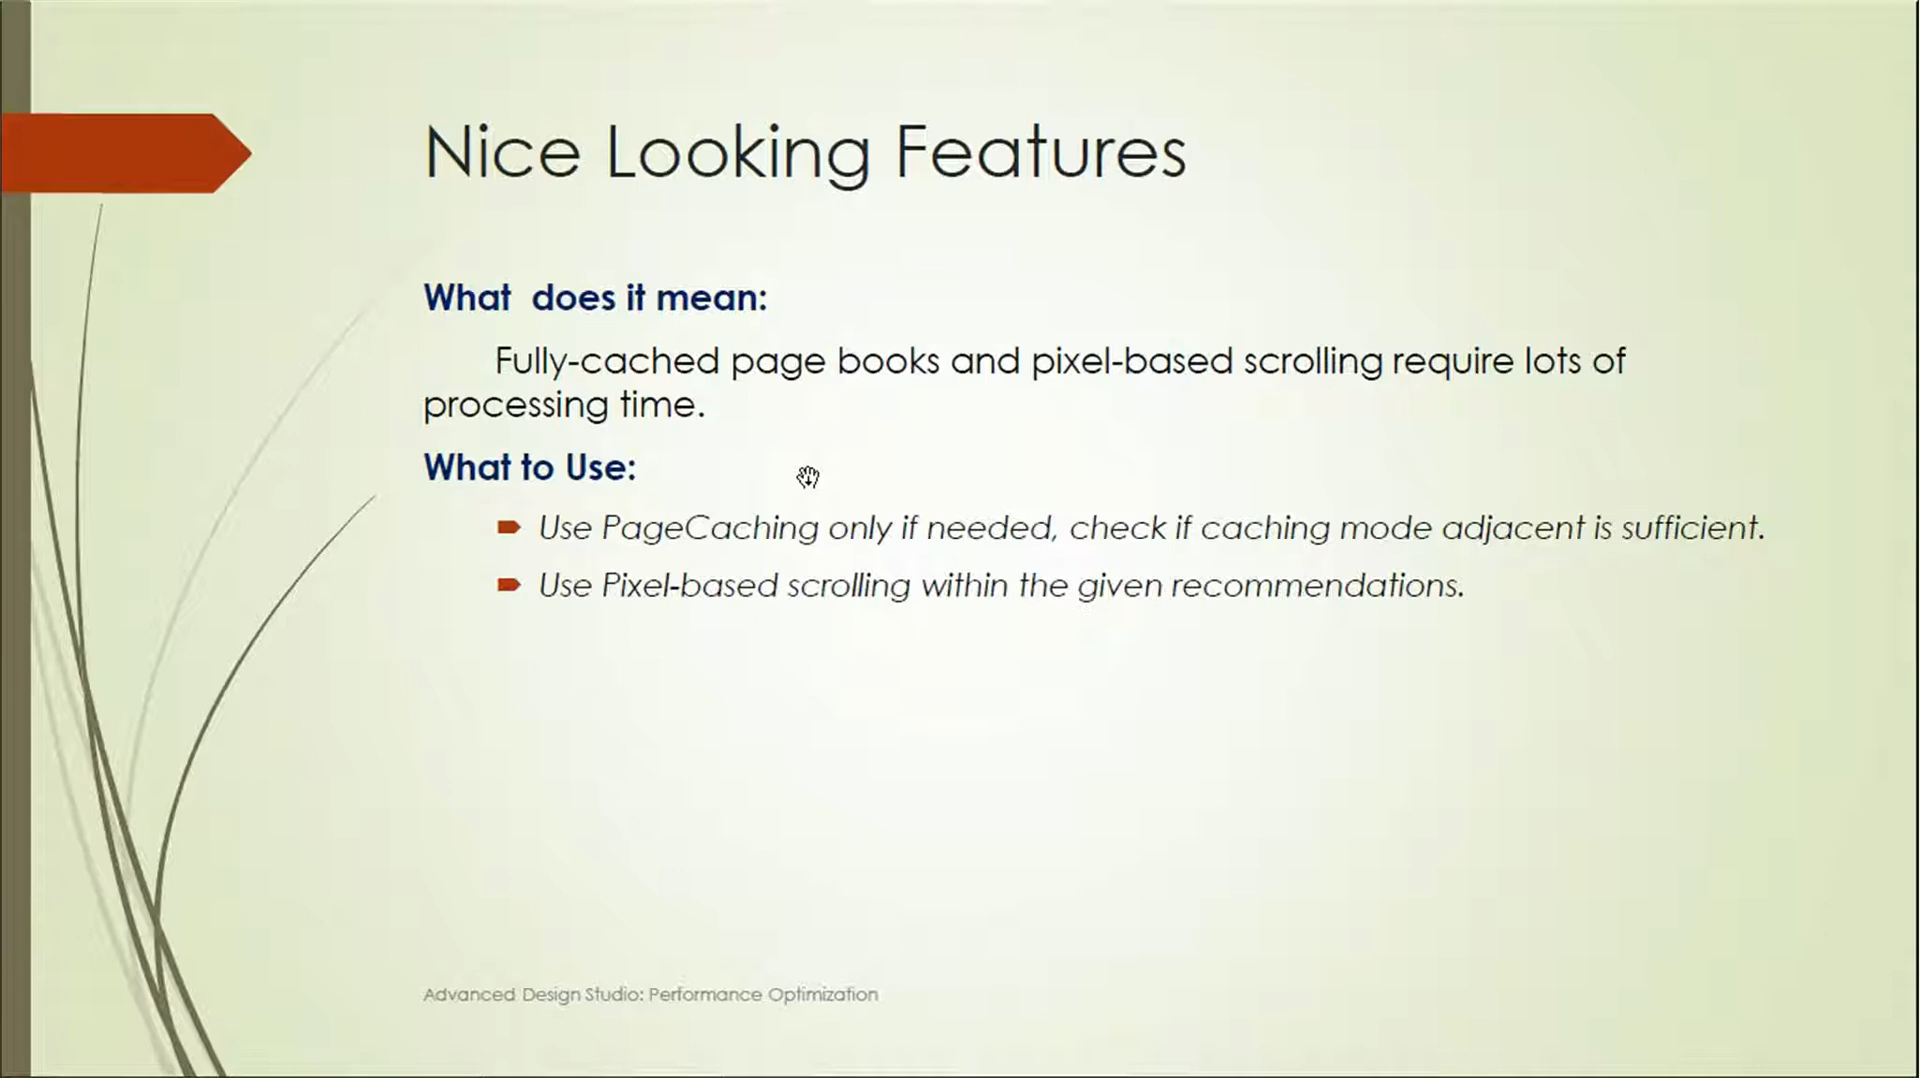 Nice Looking Features
What  does it mean:
Fully-cached page books and pixel-based scrolling require lots of
processing time.
What to Use:
Use PageCaching only if needed, check if caching mode adjacent is sufficient.
Use Pixel-based scrolling within the given recommendations.
Advanced Design Studio: Performance Optimization